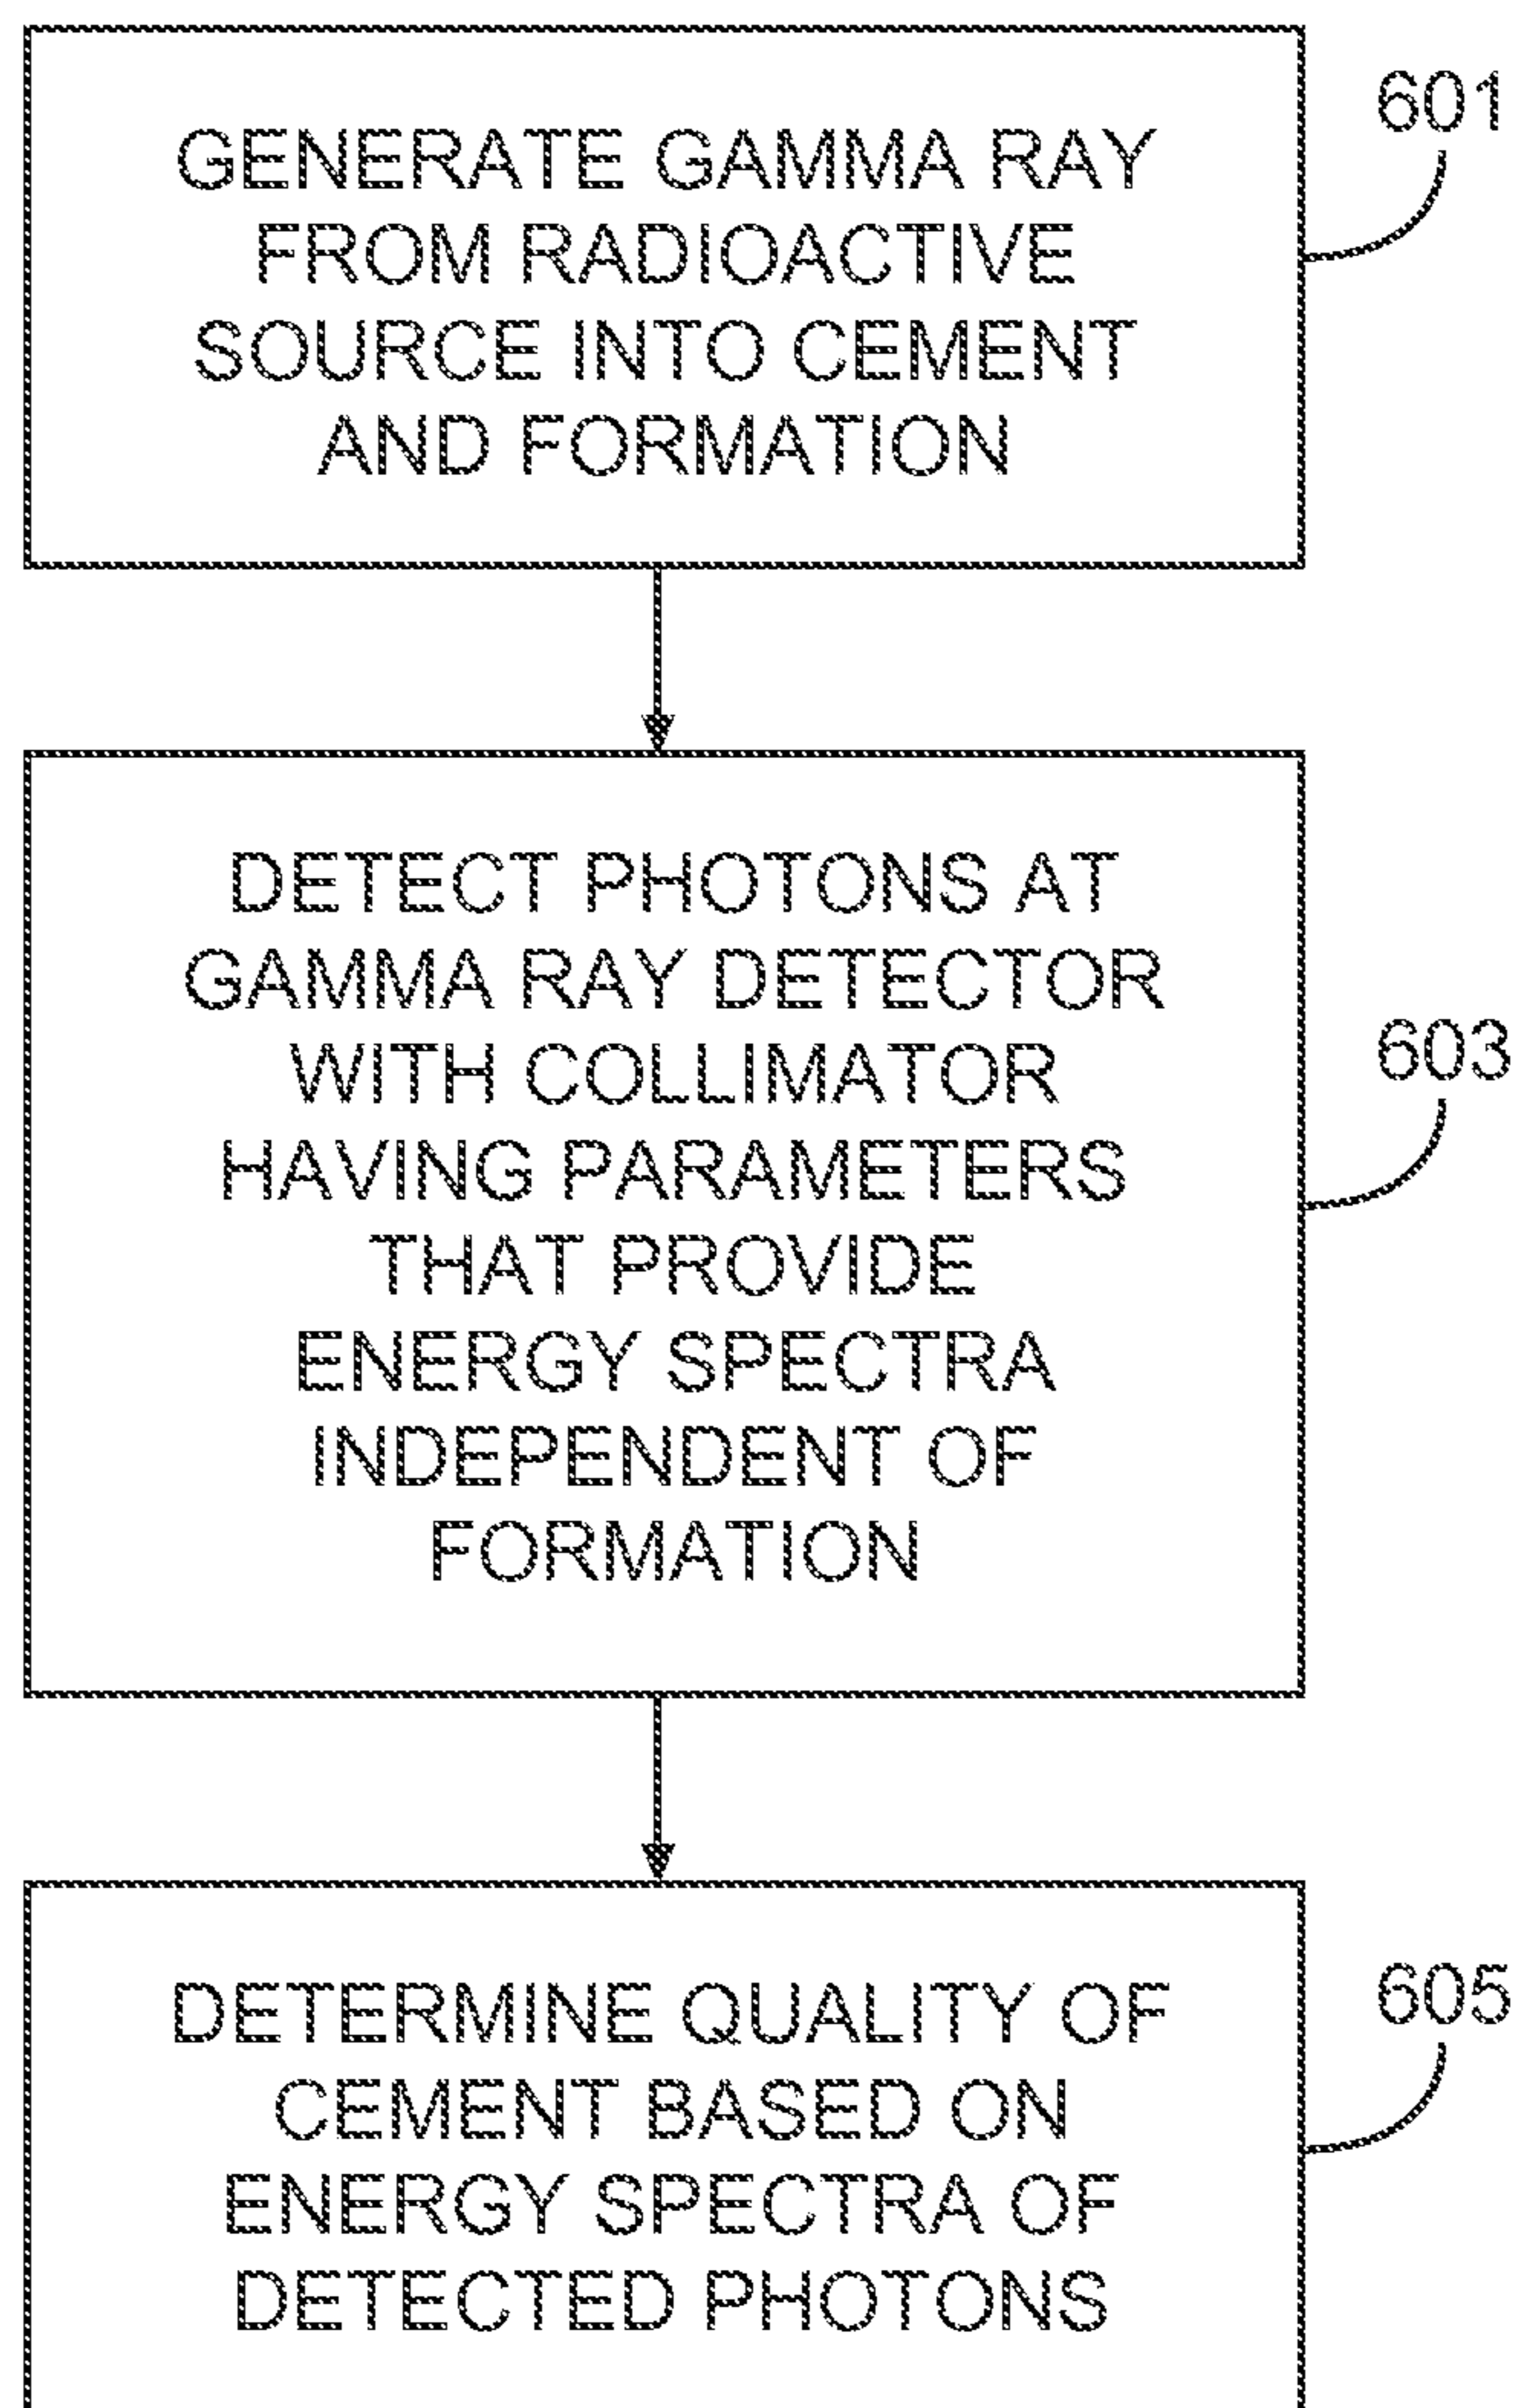 GENERATE GAMMA RAY
FROM RADIOACTIVE
SOURCE INTO CEMENT
AND FORMATION
601
DETECT PHOTONS AT
GAMMA RAY DETECTOR
WITH COLLIMATOR
HAVING PARAMETERS
THAT PROVIDE
ENERGY SPECTRA
INDEPENDENT OF
FORMATION
603
DETERMINE QUALITY OF
CEMENT BASED ON
ENERGY SPECTRA OF
DETECTED PHOTONS
605